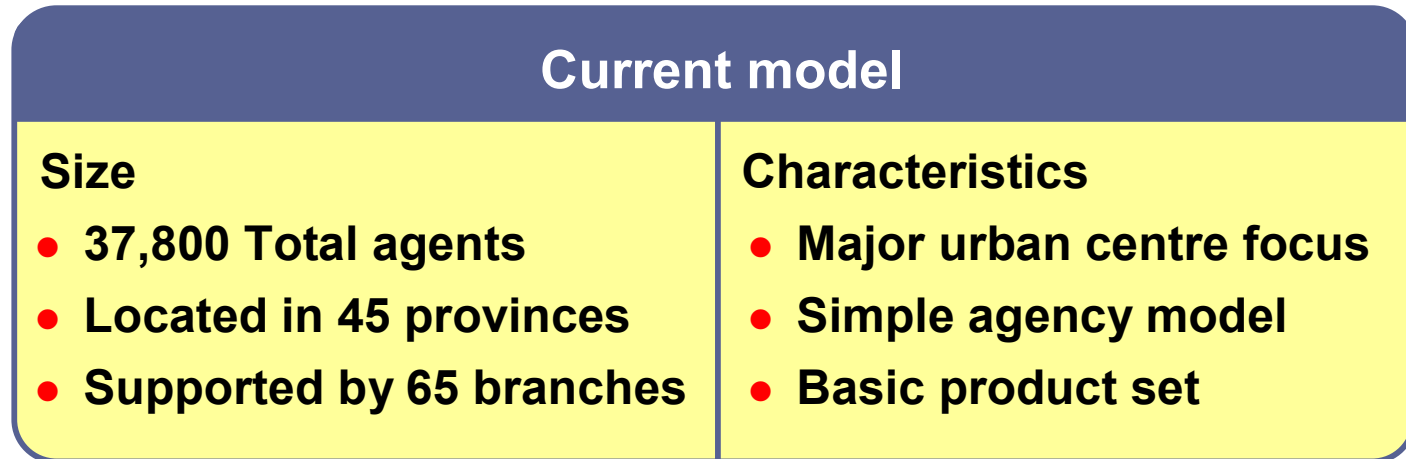 Current model
Size
● 37,800 Total agents
● Located in 45 provinces
● Supported by 65 branches
Characteristics
● Major urban centre focus
● Simple agency model
● Basic product set